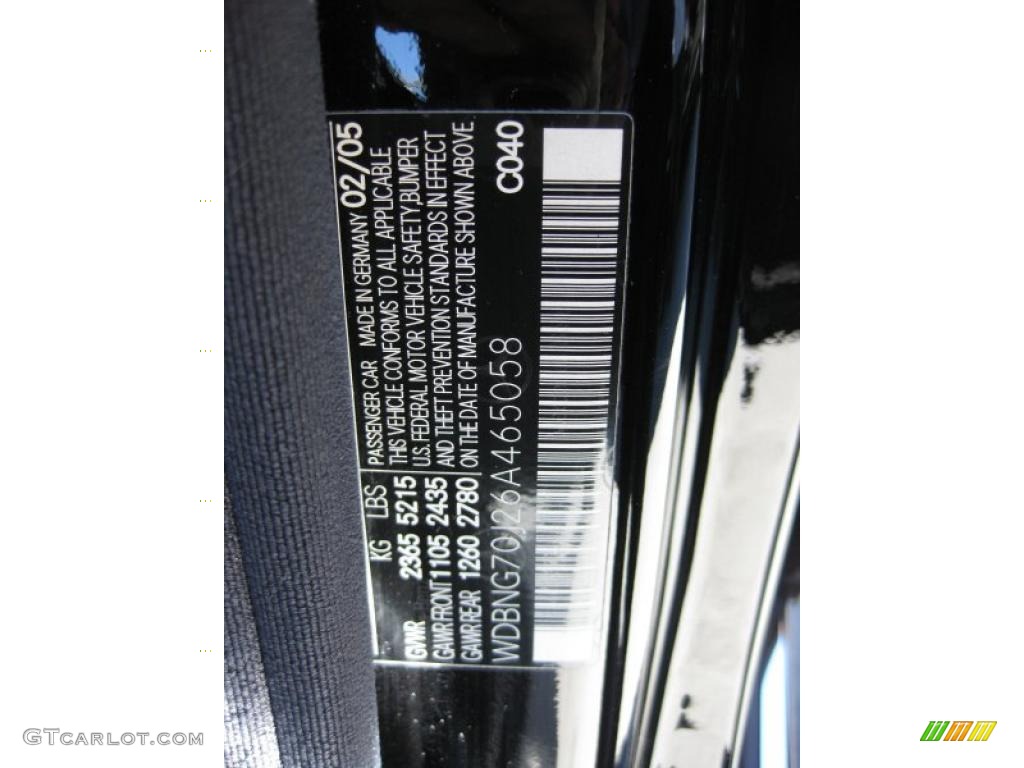 PASSENGER CAR MADE IN GERMANY 02/05
THIS VEHICLE CONFORMS TO ALL APPLICABLE
U.S. FEDERAL MOTOR VEHICLE SAFETY,BUMPER
AND THEFT PREVENTION STANDARDS IN EFFECT
ON THE DATE OF MANUFACTURE SHOWN ABOVE
KG LBS
GVWR 2365 5215
GAWR FRONT 1105 2435
GAWR REAR 1260 2780
C040
WDBNG70J26A465058
GTCARLOT.COM